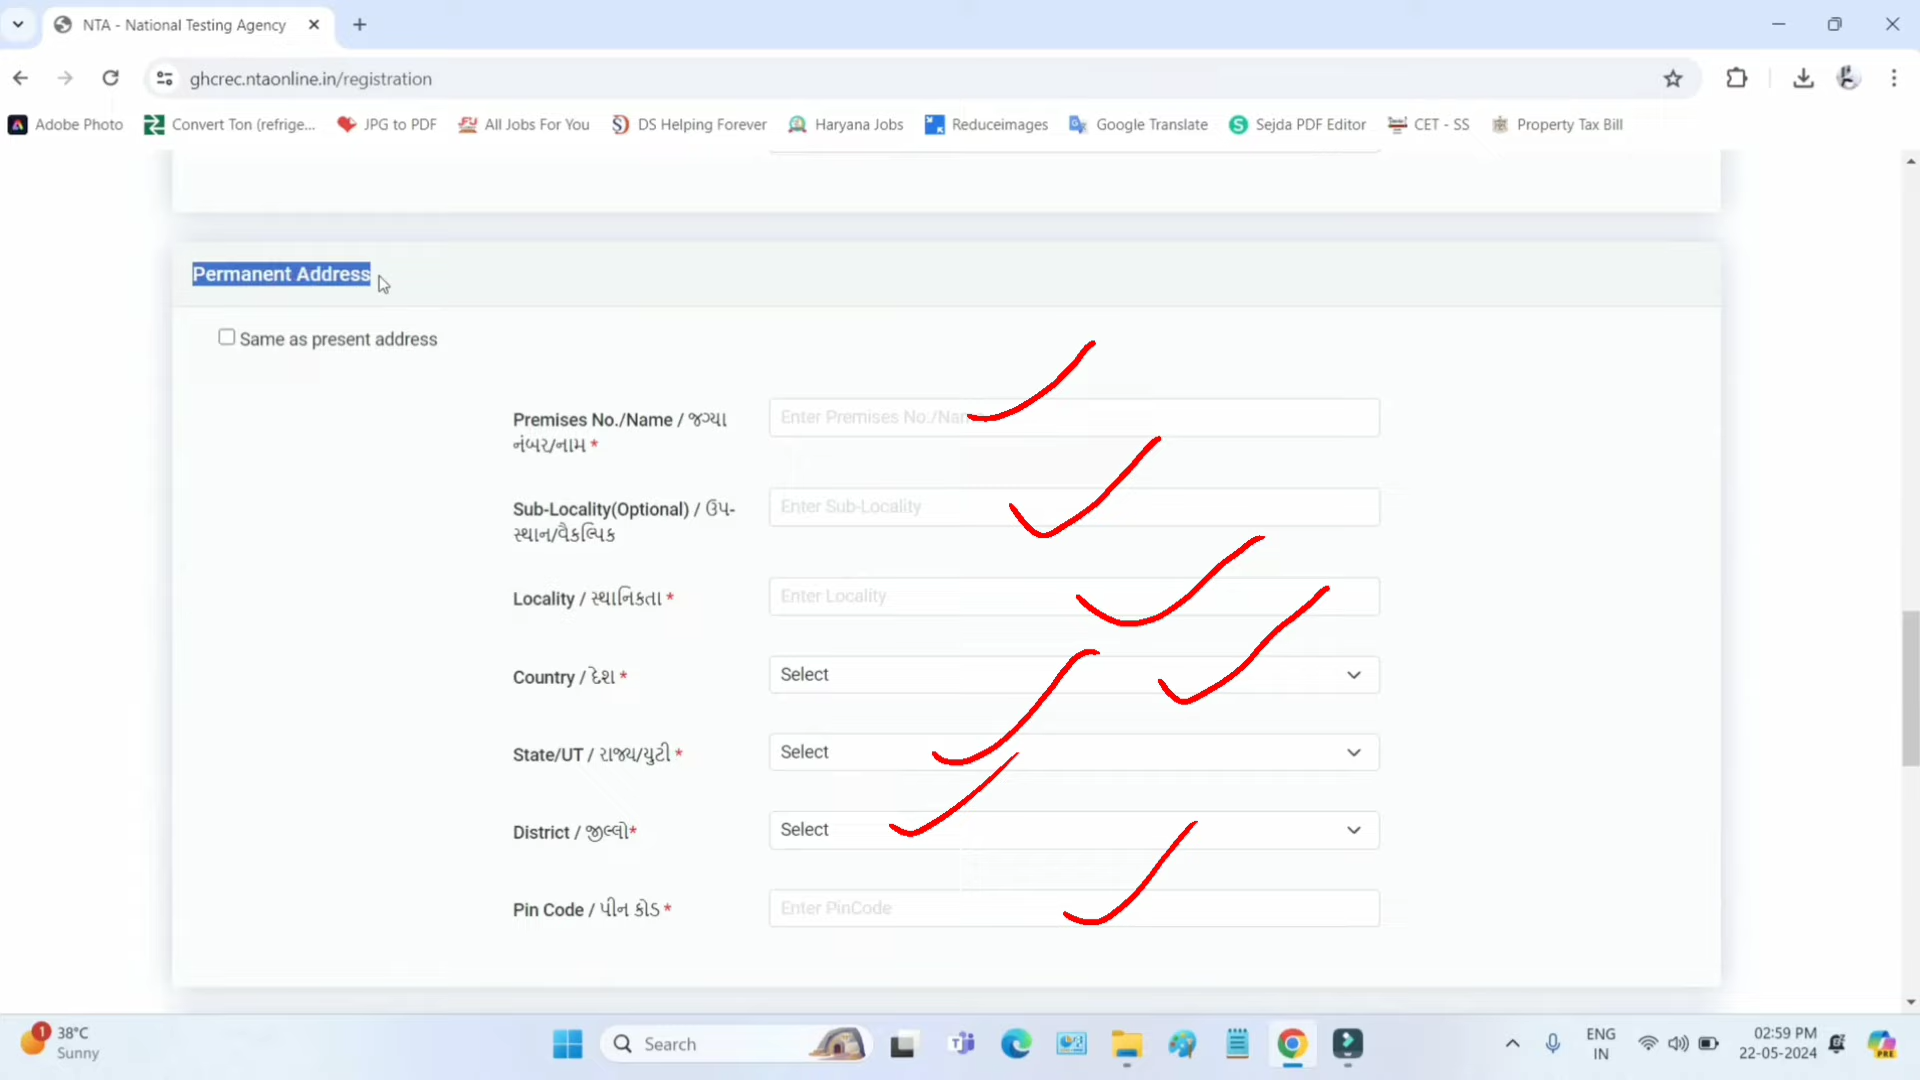 NTA - National Testing Agency
ghcrec.ntaonline.in/registration
Adobe Photo
Convert Ton (refrige...
JPG to PDF
All Jobs For You
DS Helping Forever
Haryana Jobs
Reduceimages
Google Translate
Sejda PDF Editor
CET - SS
Property Tax Bill
Permanent Address
Same as present address
Premises No./Name / જગ્યા
નંબર/નામ *
Enter Premises No./Name
Sub-Locality(Optional) / ઉપ-
સ્થાન/વૈકલ્પિક
Enter Sub-Locality
Locality / સ્થાનિકતા *
Enter Locality
Country / દેશ *
Select
State/UT / રાજ્ય/યુટી *
Select
District / જીલ્લો*
Select
Pin Code / પીન કોડ *
Enter PinCode
1
38°C
Sunny
Search
PRE
ENG
IN
02:59 PM
22-05-2024